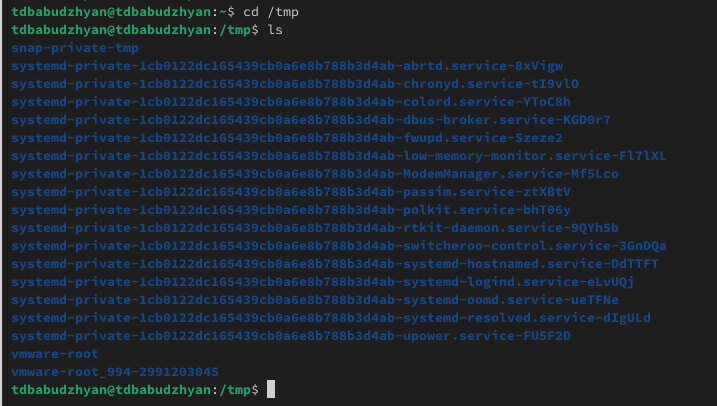 tdbabudzhyan@tdbabudzhyan:~$ cd /tmp
tdbabudzhyan@tdbabudzhyan:/tmp$ ls
snap-private-tmp
systemd-private-1cb0122dc165439cb0a6e8b788b3d4ab-abrtd.service-8xVigw
systemd-private-1cb0122dc165439cb0a6e8b788b3d4ab-chronyd.service-tI9vlO
systemd-private-1cb0122dc165439cb0a6e8b788b3d4ab-colord.service-YToC8h
systemd-private-1cb0122dc165439cb0a6e8b788b3d4ab-dbus-broker.service-KGD0r7
systemd-private-1cb0122dc165439cb0a6e8b788b3d4ab-fwupd.service-Szeze2
systemd-private-1cb0122dc165439cb0a6e8b788b3d4ab-low-memory-monitor.service-Fl7lXL
systemd-private-1cb0122dc165439cb0a6e8b788b3d4ab-ModemManager.service-Mf5Lco
systemd-private-1cb0122dc165439cb0a6e8b788b3d4ab-passim.service-ztXBtV
systemd-private-1cb0122dc165439cb0a6e8b788b3d4ab-polkit.service-bhT06y
systemd-private-1cb0122dc165439cb0a6e8b788b3d4ab-rtkit-daemon.service-9QYh5b
systemd-private-1cb0122dc165439cb0a6e8b788b3d4ab-switcheroo-control.service-3GnDQa
systemd-private-1cb0122dc165439cb0a6e8b788b3d4ab-systemd-hostnamed.service-DdTTFT
systemd-private-1cb0122dc165439cb0a6e8b788b3d4ab-systemd-logind.service-eLvUQj
systemd-private-1cb0122dc165439cb0a6e8b788b3d4ab-systemd-oomd.service-ueTFNe
systemd-private-1cb0122dc165439cb0a6e8b788b3d4ab-systemd-resolved.service-dIgULd
systemd-private-1cb0122dc165439cb0a6e8b788b3d4ab-upower.service-FU5F2D
vmware-root
vmware-root_994-2991203045
tdbabudzhyan@tdbabudzhyan:/tmp$